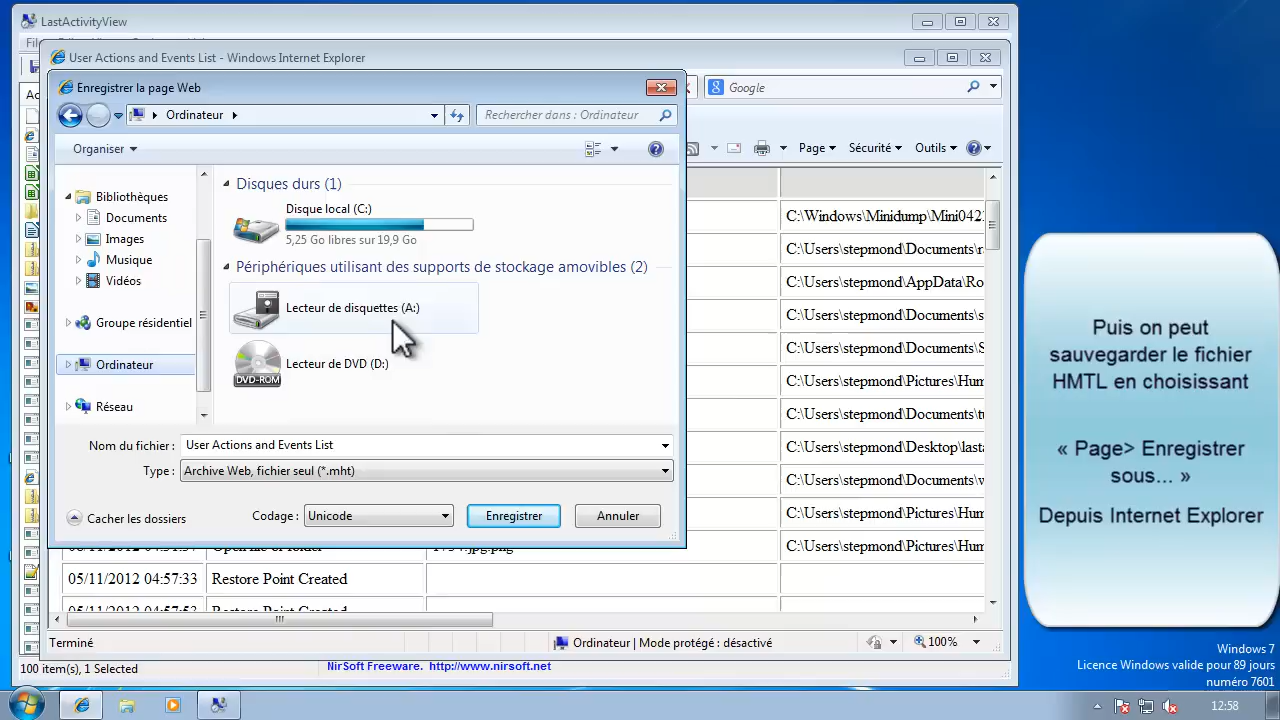 LastActivityView
User Actions and Events List - Windows Internet Explorer
Enregistrer la page Web
Ordinateur
Rechercher dans : Ordinateur
Google
Organiser
Page
Sécurité
Outils
Bibliothèques
Documents
Images
Musique
Vidéos
Groupe résidentiel
Ordinateur
Réseau
Disques durs (1)
Disque local (C:)
5,25 Go libres sur 19,9 Go
Périphériques utilisant des supports de stockage amovibles (2)
Lecteur de disquettes (A:)
Lecteur de DVD (D:)
DVD-ROM
Nom du fichier : User Actions and Events List
Type : Archive Web, fichier seul (*.mht)
Cacher les dossiers
Codage : Unicode
Enregistrer
Annuler
C:\Windows\Minidump\Mini042
C:\Users\stepmond\Documents\
C:\Users\stepmond\AppData\Ro
C:\Users\stepmond\Documents\s
C:\Users\stepmond\Documents\S
C:\Users\stepmond\Pictures\Hum
C:\Users\stepmond\Documents\
C:\Users\stepmond\Desktop\lasta
C:\Users\stepmond\Documents\
C:\Users\stepmond\Pictures\Hum
C:\Users\stepmond\Pictures\Hum
05/11/2012 04:57:33 Restore Point Created
05/11/2012 04:57:53 Restore Point Created
Terminé
Ordinateur | Mode protégé : désactivé
100%
100 item(s), 1 Selected
NirSoft Freeware. http://www.nirsoft.net
Puis on peut
sauvegarder le fichier
HMTL en choisissant
« Page> Enregistrer
sous... »
Depuis Internet Explorer
Windows 7
Licence Windows valide pour 89 jours
numéro 7601
12:58